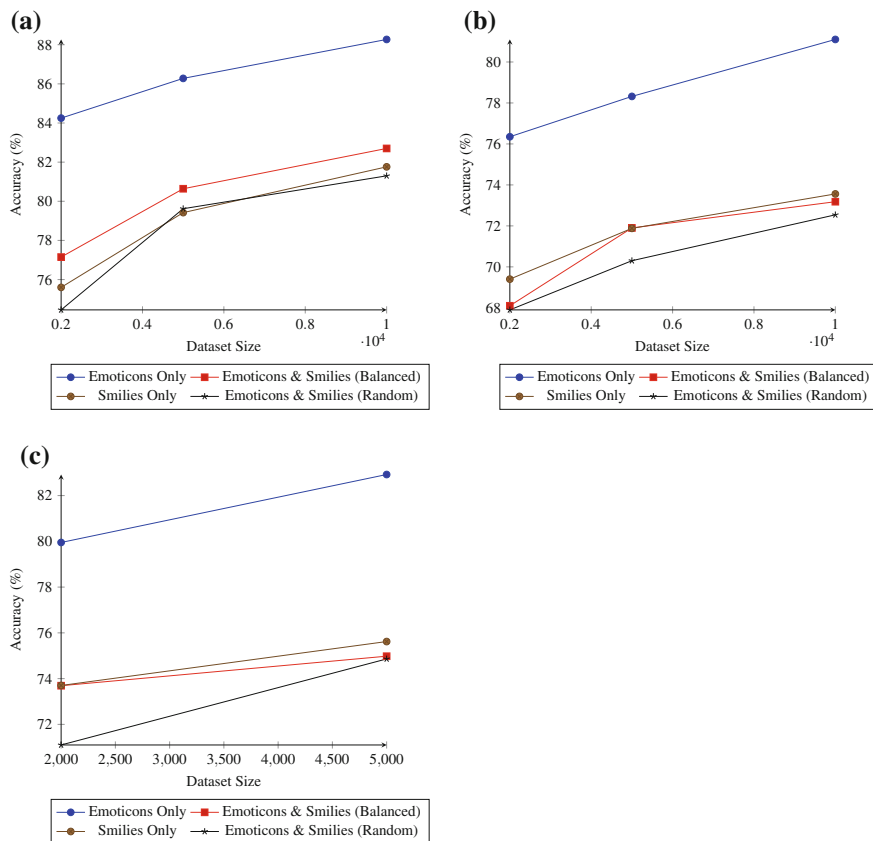 (a)
88
86
84
82
80
78
76
Accuracy (%)
0.2 0.4 0.6 0.8 1
·10⁴
Dataset Size
Emoticons Only Emoticons & Smilies (Balanced)
Smilies Only Emoticons & Smilies (Random)
(b)
80
78
76
74
72
70
68
Accuracy (%)
0.2 0.4 0.6 0.8 1
·10⁴
Dataset Size
Emoticons Only Emoticons & Smilies (Balanced)
Smilies Only Emoticons & Smilies (Random)
(c)
82
80
78
76
74
72
Accuracy (%)
2,000 2,500 3,000 3,500 4,000 4,500 5,000
Dataset Size
Emoticons Only Emoticons & Smilies (Balanced)
Smilies Only Emoticons & Smilies (Random)